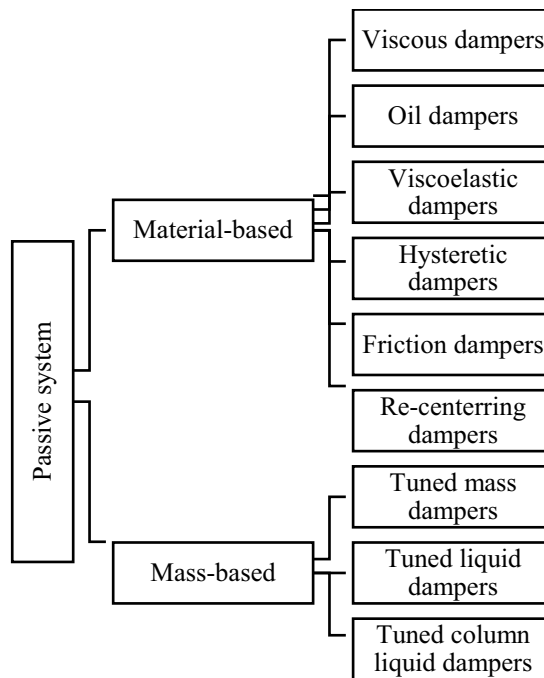 Passive system
Material-based
Viscous dampers
Oil dampers
Viscoelastic
dampers
Hysteretic
dampers
Friction dampers
Re-centerring
dampers
Mass-based
Tuned mass
dampers
Tuned liquid
dampers
Tuned column
liquid dampers